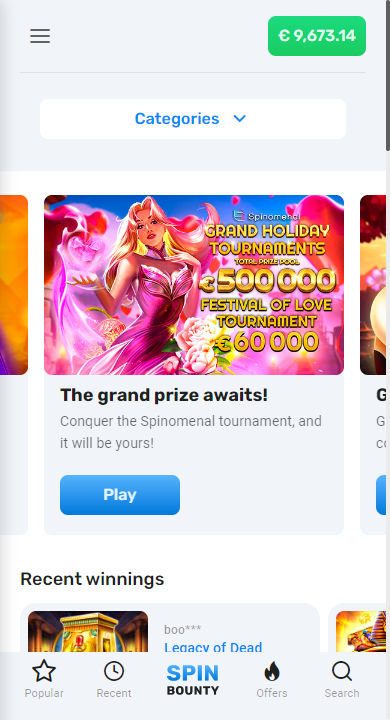 € 9,673.14
Categories
Spinomenal
GRAND HOLIDAY
TOURNAMENTS
TOTAL PRIZE POOL
€500 000
FESTIVAL OF LOVE
TOURNAMENT
€60 000
The grand prize awaits!
Conquer the Spinomenal tournament, and
it will be yours!
Play
Recent winnings
boo***
Legacy of Dead
Popular
Recent
SPIN
BOUNTY
Offers
Search